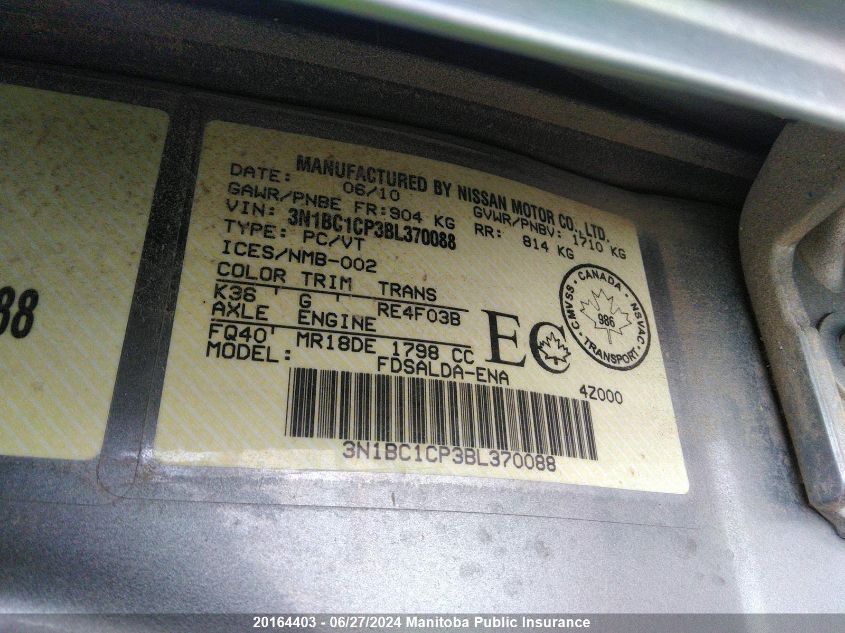 MANUFACTURED BY NISSAN MOTOR CO., LTD.
DATE: 06/10 GVWR/PNBV: 1710 KG
GAWR/PNBE FR: 904 KG RR: 814 KG
VIN: 3N1BC1CP3BL370088
TYPE: PC/VT
ICES/NMB-002
COLOR TRIM TRANS
K36 G RE4F03B
AXLE ENGINE
FQ40 MR18DE 1798 CC
MODEL: FDSALDA-ENA
EC
CMVSS - CANADA - NSVAC - TRANSPORT -
986
4Z000
3N1BC1CP3BL370088
88
20164403 - 06/27/2024 Manitoba Public Insurance